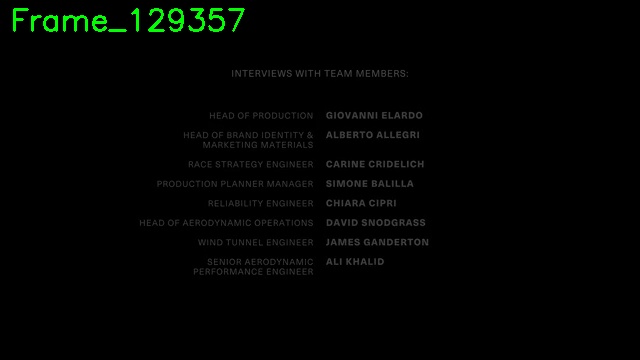 Frame_129357
INTERVIEWS WITH TEAM MEMBERS:
HEAD OF PRODUCTION GIOVANNI ELARDO
HEAD OF BRAND IDENTITY & ALBERTO ALLEGRI
MARKETING MATERIALS
RACE STRATEGY ENGINEER CARINE CRIDELICH
PRODUCTION PLANNER MANAGER SIMONE BALILLA
RELIABILITY ENGINEER CHIARA CIPRI
HEAD OF AERODYNAMIC OPERATIONS DAVID SNODGRASS
WIND TUNNEL ENGINEER JAMES GANDERTON
SENIOR AERODYNAMIC ALI KHALID
PERFORMANCE ENGINEER